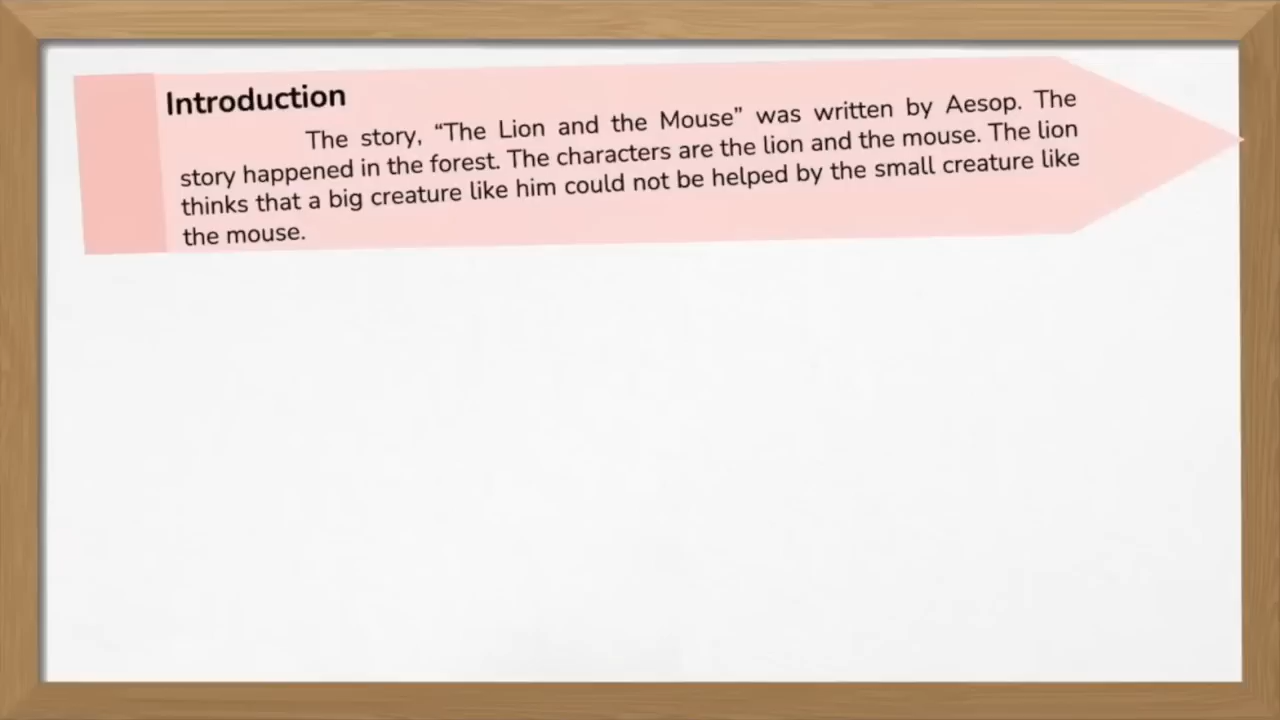 Introduction
The story, “The Lion and the Mouse” was written by Aesop. The
story happened in the forest. The characters are the lion and the mouse. The lion
thinks that a big creature like him could not be helped by the small creature like
the mouse.